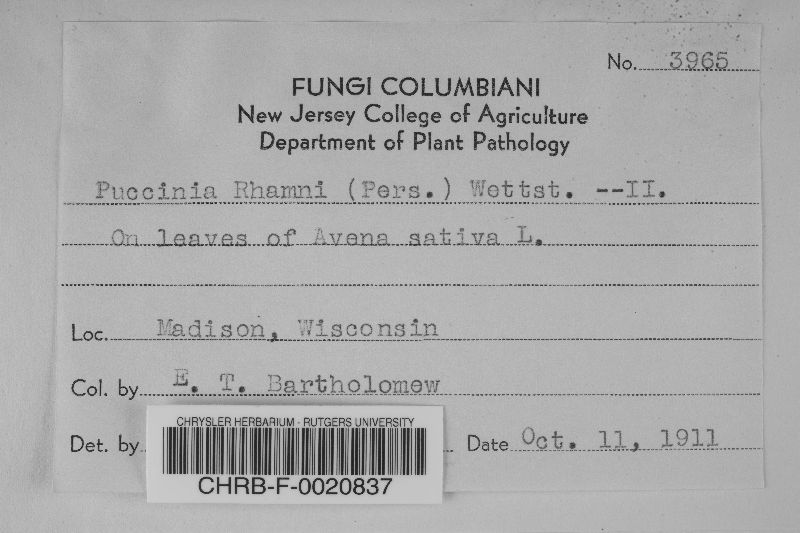 No. 3965
FUNGI COLUMBIANI
New Jersey College of Agriculture
Department of Plant Pathology
Puccinia Rhamni (Pers.) Wettst. --II.
On leaves of Avena sativa L.
Loc. Madison, Wisconsin
Col. by E. T. Bartholomew
Det. by
Date Oct. 11, 1911
CHRYSLER HERBARIUM - RUTGERS UNIVERSITY
CHRB-F-0020837